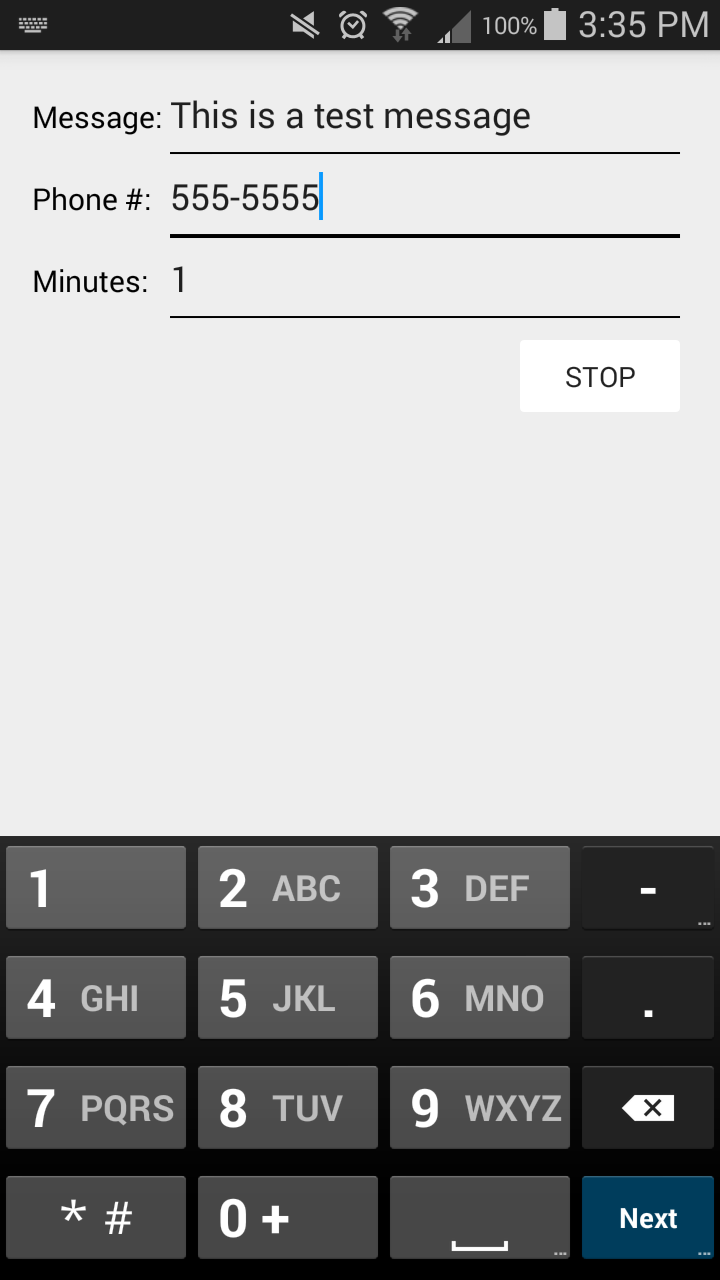 100% 3:35 PM
Message: This is a test message
Phone #: 555-5555
Minutes: 1
STOP
1 2 ABC 3 DEF -
4 GHI 5 JKL 6 MNO .
7 PQRS 8 TUV 9 WXYZ
* # 0 + Next